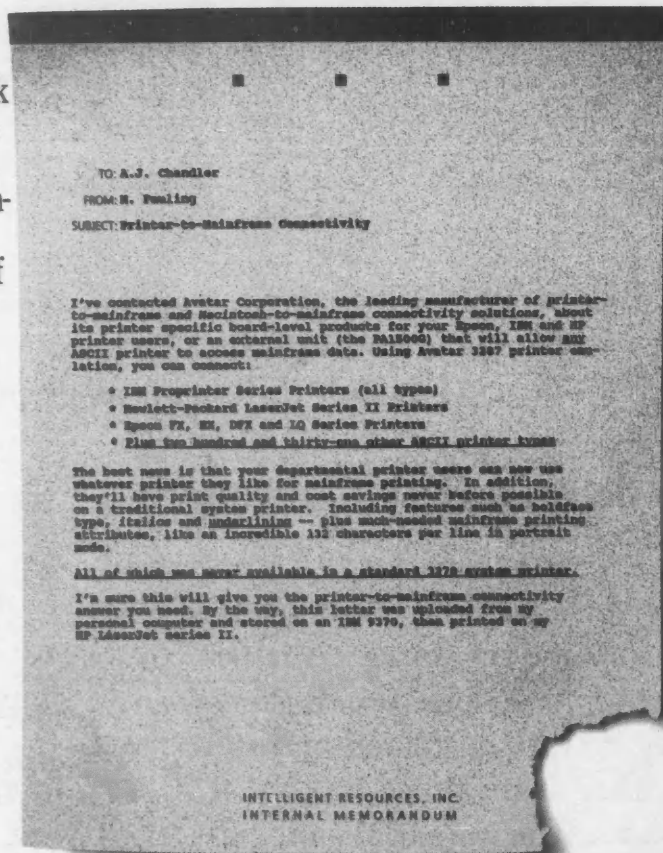 k
-
f
TO: A.J. Chandler
FROM: M. Pauling
SUBJECT: Printer-to-Mainframe Connectivity
I've contacted Avatar Corporation, the leading manufacturer of printer-
to-mainframe and Macintosh-to-mainframe connectivity solutions, about
its printer specific board-level products for your Epson, IBM and HP
printer users, or an external unit (the PA1500G) that will allow any
ASCII printer to access mainframe data. Using Avatar 3287 printer emu-
lation, you can connect:
* IBM Proprinter Series Printers (all types)
* Hewlett-Packard LaserJet Series II Printers
* Epson FX, EX, DFX and LQ Series Printers
* Plus two hundred and thirty-one other ASCII printer types
The best news is that your departmental printer users can now use
whatever printer they like for mainframe printing. In addition,
they'll have print quality and cost savings never before possible
on a traditional system printer. Including features such as boldface
type, italics and underlining -- plus much-needed mainframe printing
attributes, like an incredible 132 characters per line in portrait
mode.
All of which was never available in a standard 3270 system printer.
I'm sure this will give you the printer-to-mainframe connectivity
answer you need. By the way, this letter was uploaded from my
personal computer and stored on an IBM 9370, then printed on my
HP LaserJet series II.
INTELLIGENT RESOURCES, INC.
INTERNAL MEMORANDUM